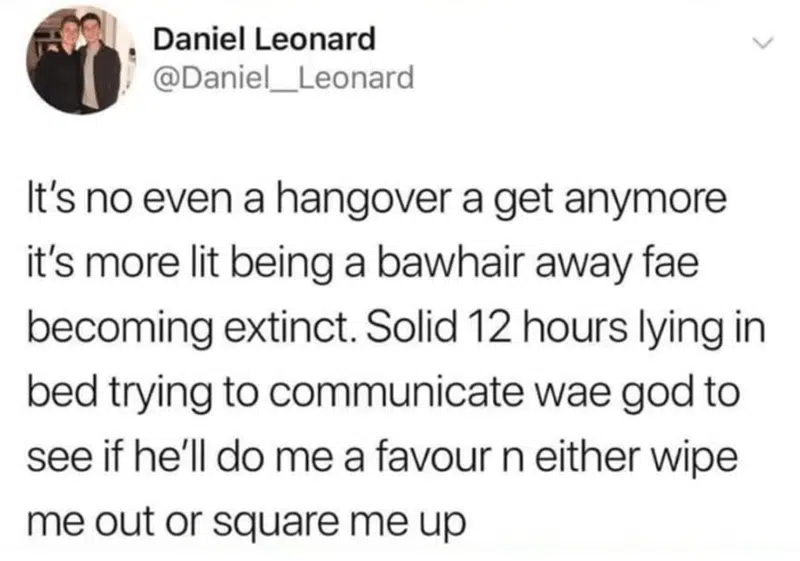 Daniel Leonard
@Daniel__Leonard
It's no even a hangover a get anymore
it's more lit being a bawhair away fae
becoming extinct. Solid 12 hours lying in
bed trying to communicate wae god to
see if he'll do me a favour n either wipe
me out or square me up